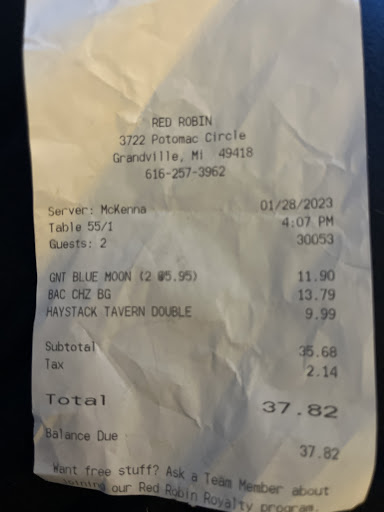 RED ROBIN
3722 Potomac Circle
Grandville, MI 49418
616-257-3962
Server: McKenna 01/28/2023
Table 55/1 4:07 PM
Guests: 2 30053
GNT BLUE MOON (2 @5.95) 11.90
BAC CHZ BG 13.79
HAYSTACK TAVERN DOUBLE 9.99
Subtotal 35.68
Tax 2.14
Total 37.82
Balance Due 37.82
Want free stuff? Ask a Team Member about
joining our Red Robin Royalty program.